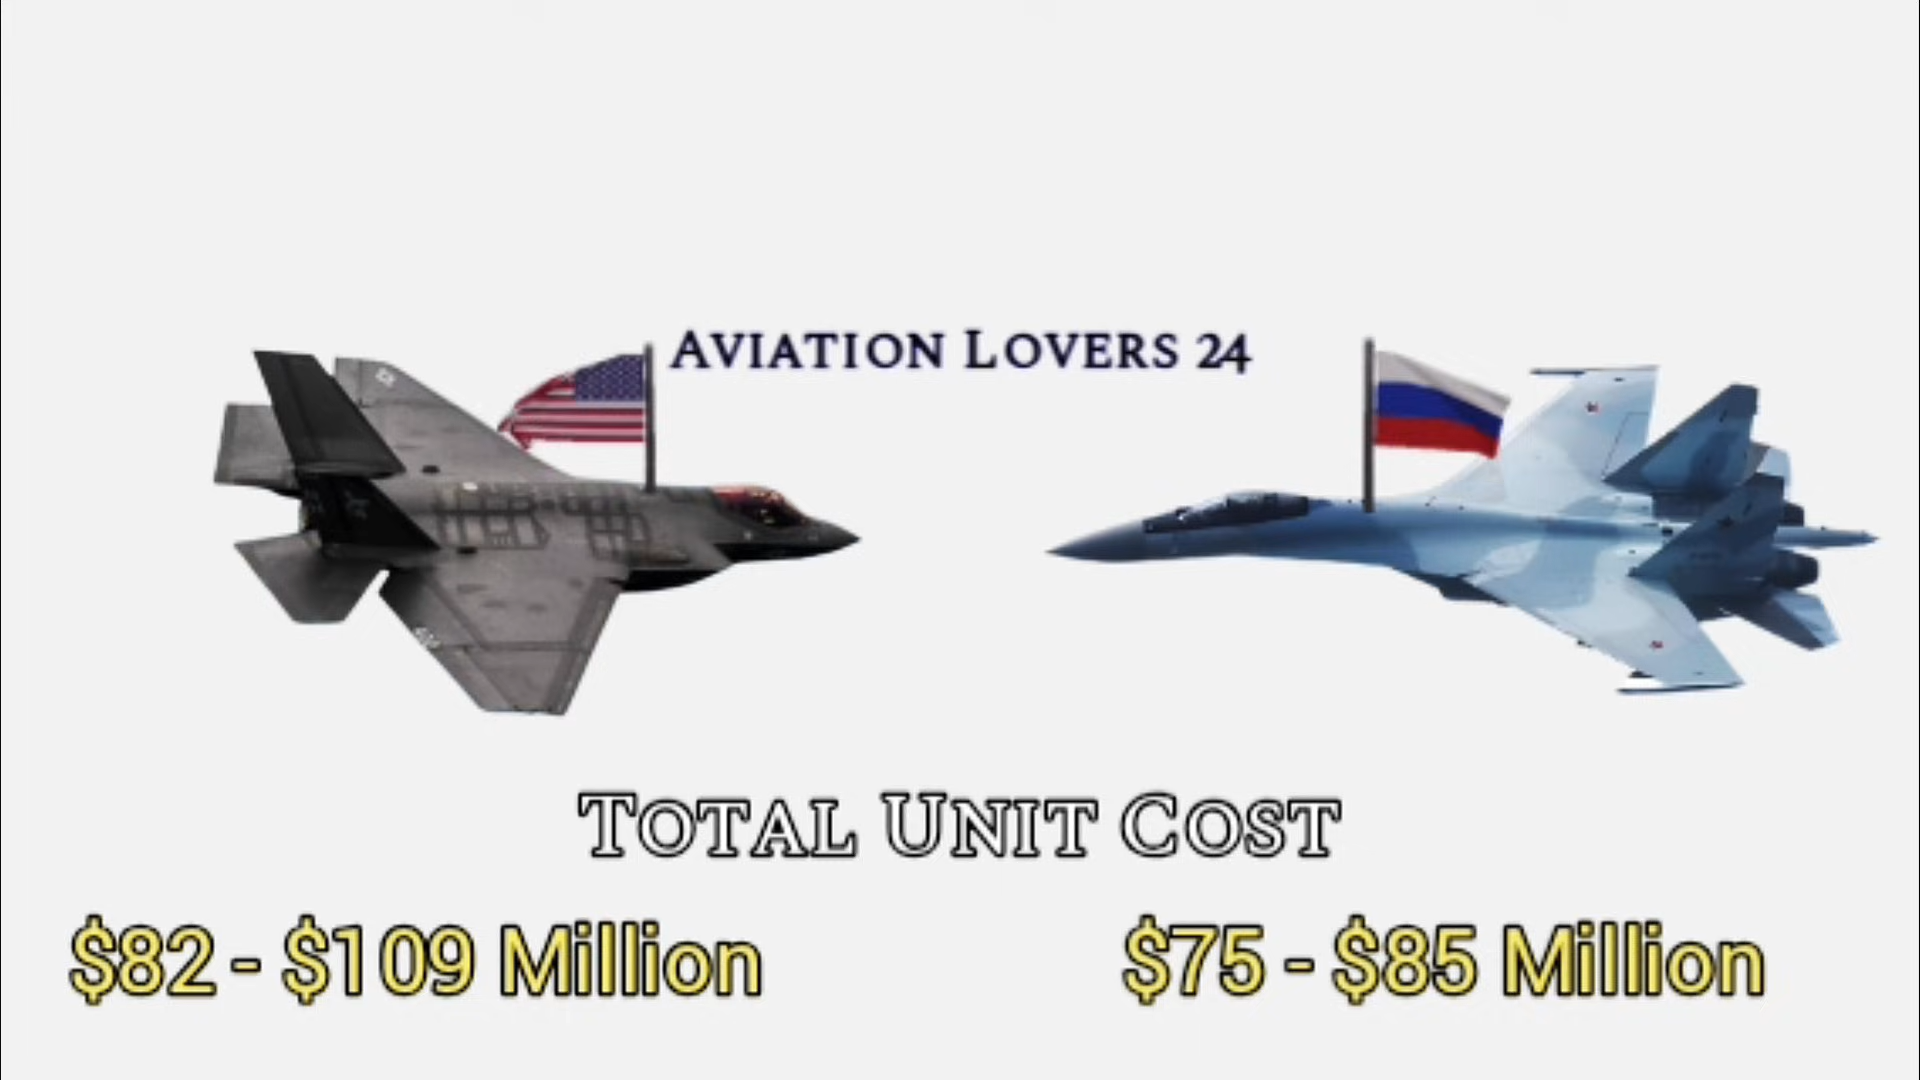 Aviation Lovers 24
Total Unit Cost
$82 - $109 Million
$75 - $85 Million